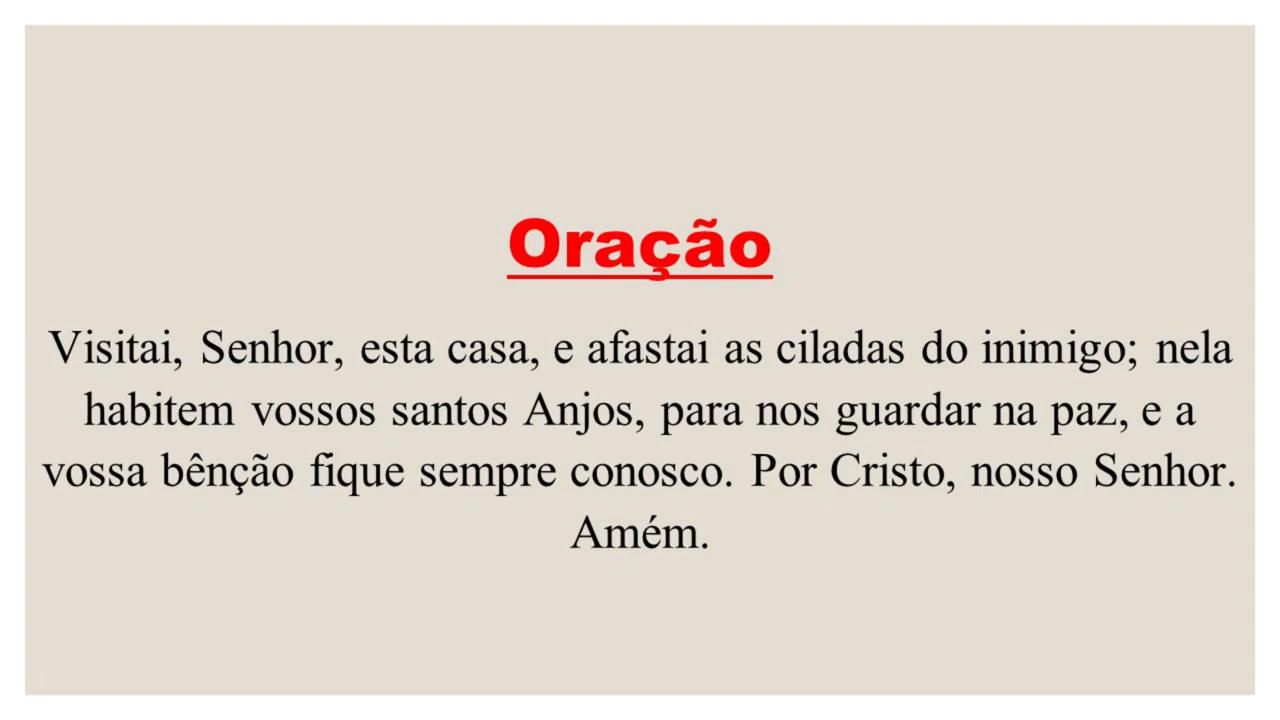 Oração
Visitai, Senhor, esta casa, e afastai as ciladas do inimigo; nela
habitem vossos santos Anjos, para nos guardar na paz, e a
vossa bênção fique sempre conosco. Por Cristo, nosso Senhor.
Amém.